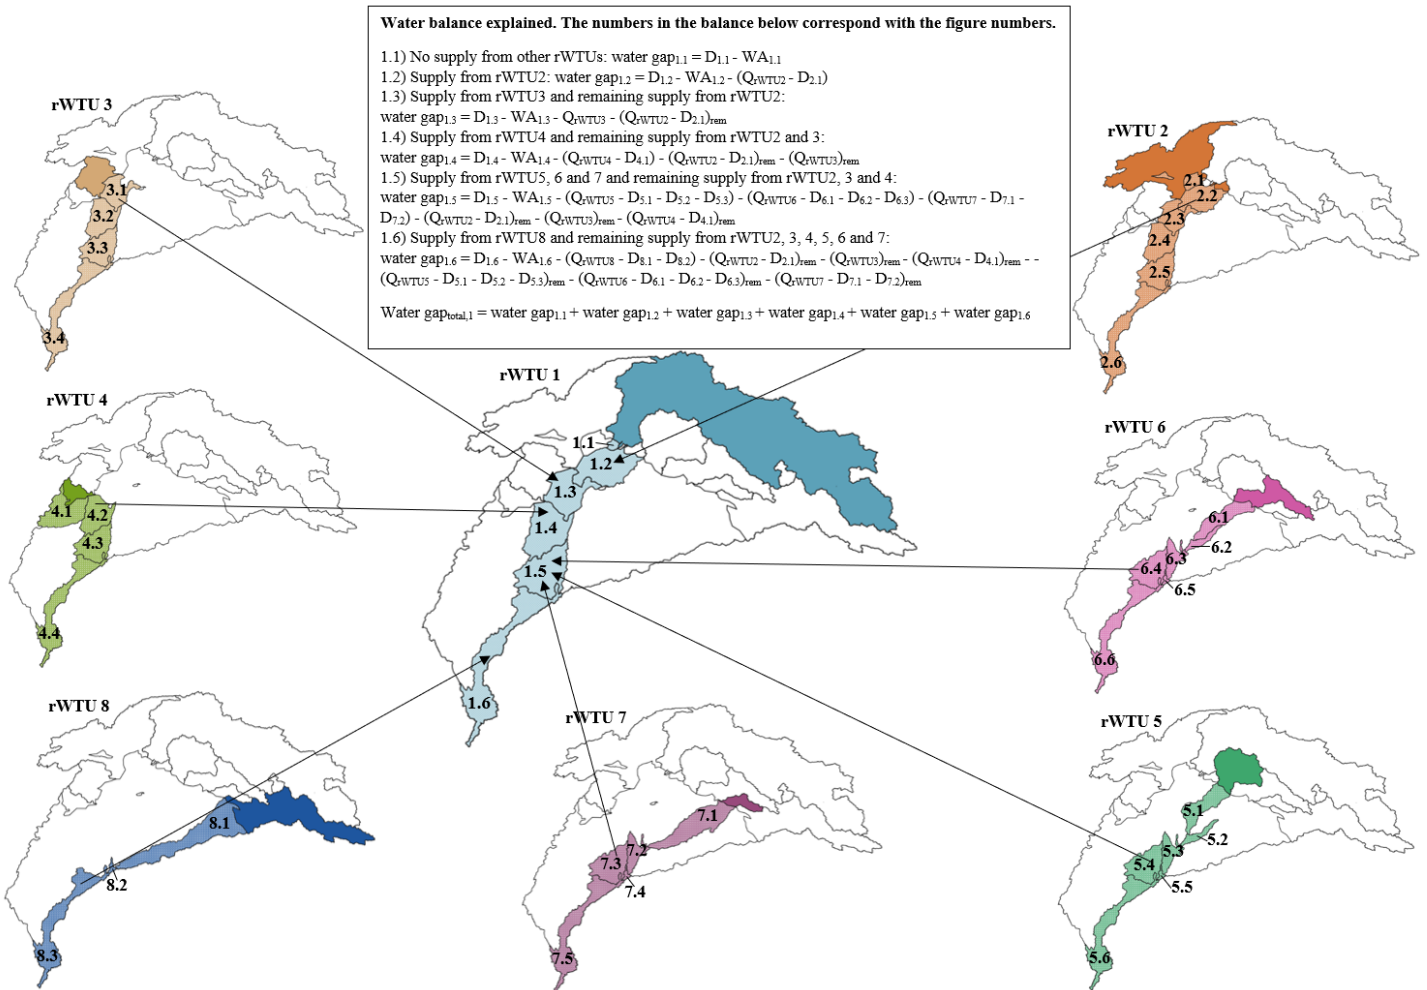 Water balance explained. The numbers in the balance below correspond with the figure numbers.
1.1) No supply from other rWTUs: water gap1.1 = D1.1 - WA1.1
1.2) Supply from rWTU2: water gap1.2 = D1.2 - WA1.2 - (QrWTU2 - D2.1)
1.3) Supply from rWTU3 and remaining supply from rWTU2:
water gap1.3 = D1.3 - WA1.3 - QrWTU3 - (QrWTU2 - D2.1)rem
1.4) Supply from rWTU4 and remaining supply from rWTU2 and 3:
water gap1.4 = D1.4 - WA1.4 - (QrWTU4 - D4.1) - (QrWTU2 - D2.1)rem - (QrWTU3)rem
1.5) Supply from rWTU5, 6 and 7 and remaining supply from rWTU2, 3 and 4:
water gap1.5 = D1.5 - WA1.5 - (QrWTU5 - D5.1 - D5.2 - D5.3) - (QrWTU6 - D6.1 - D6.2 - D6.3) - (QrWTU7 - D7.1 -
D7.2) - (QrWTU2 - D2.1)rem - (QrWTU3)rem - (QrWTU4 - D4.1)rem
1.6) Supply from rWTU8 and remaining supply from rWTU2, 3, 4, 5, 6 and 7:
water gap1.6 = D1.6 - WA1.6 - (QrWTU8 - D8.1 - D8.2) - (QrWTU2 - D2.1)rem - (QrWTU3)rem - (QrWTU4 - D4.1)rem - -
(QrWTU5 - D5.1 - D5.2 - D5.3)rem - (QrWTU6 - D6.1 - D6.2 - D6.3)rem - (QrWTU7 - D7.1 - D7.2)rem
Water gaptotal,1 = water gap1.1 + water gap1.2 + water gap1.3 + water gap1.4 + water gap1.5 + water gap1.6
rWTU 3
3.1
3.2
3.3
3.4
rWTU 2
2.1
2.2
2.3
2.4
2.5
2.6
rWTU 1
1.1
1.2
1.3
1.4
1.5
1.6
rWTU 4
4.1
4.2
4.3
4.4
rWTU 6
6.1
6.2
6.3
6.4
6.5
6.6
rWTU 8
8.1
8.2
8.3
rWTU 7
7.1
7.2
7.3
7.4
7.5
rWTU 5
5.1
5.2
5.3
5.4
5.5
5.6